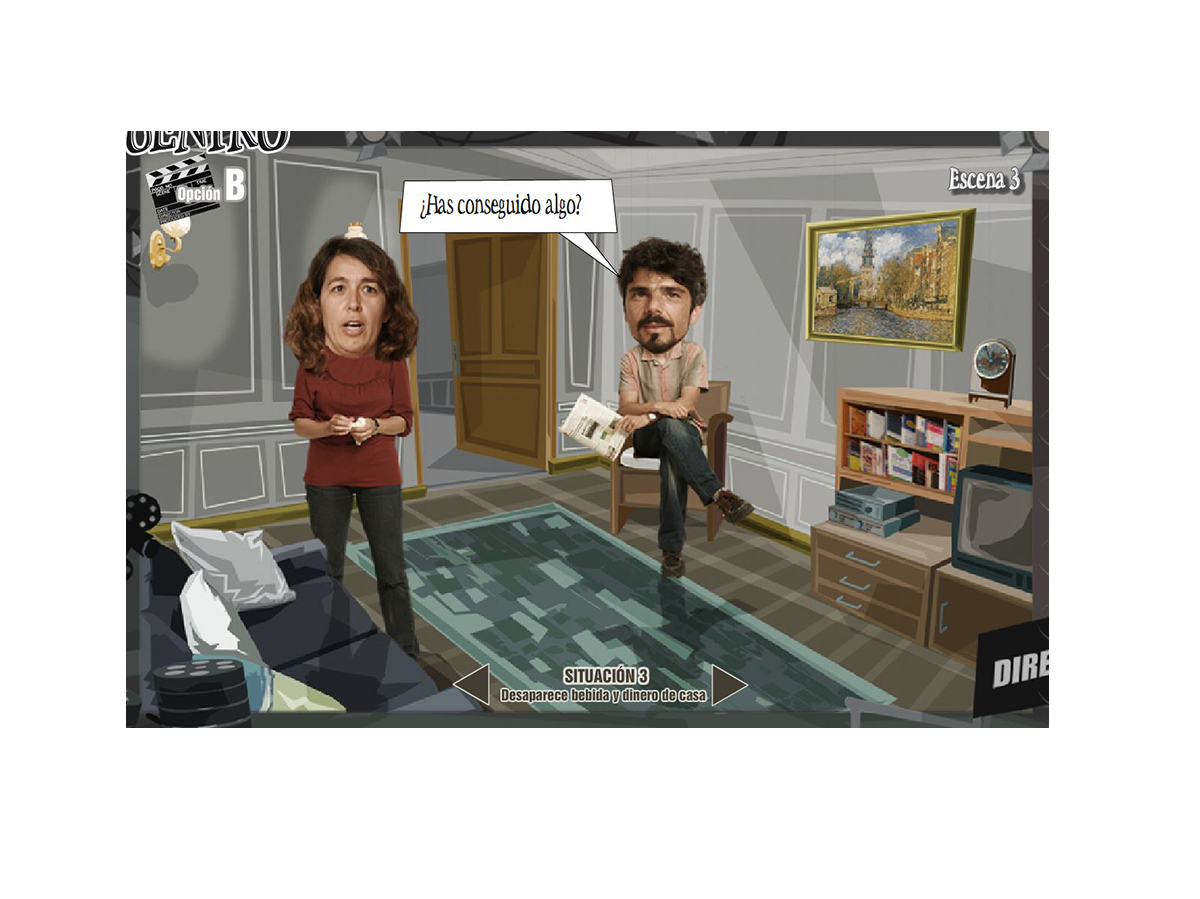 Opción B
Escena 3
¿Has conseguido algo?
SITUACIÓN 3
Desaparece bebida y dinero de casa
DIRE